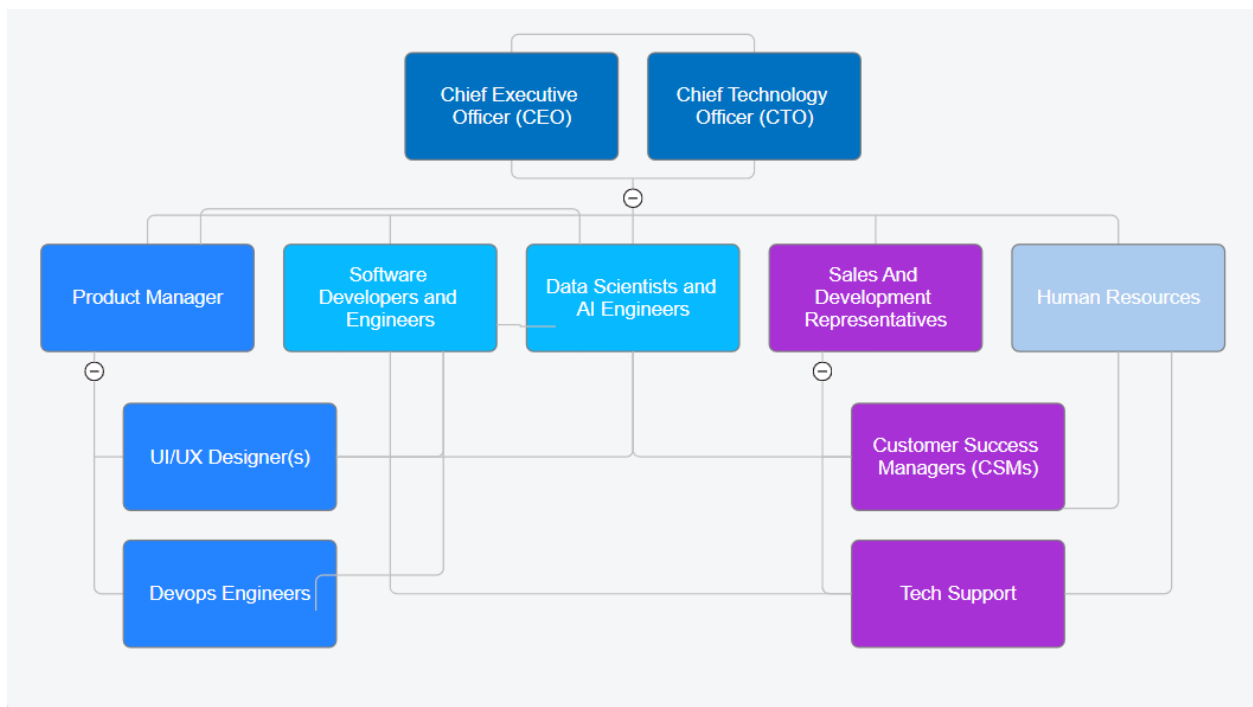 Chief Executive
Officer (CEO)
Chief Technology
Officer (CTO)
Product Manager
Software
Developers and
Engineers
Data Scientists and
AI Engineers
Sales And
Development
Representatives
Human Resources
UI/UX Designer(s)
Customer Success
Managers (CSMs)
Devops Engineers
Tech Support